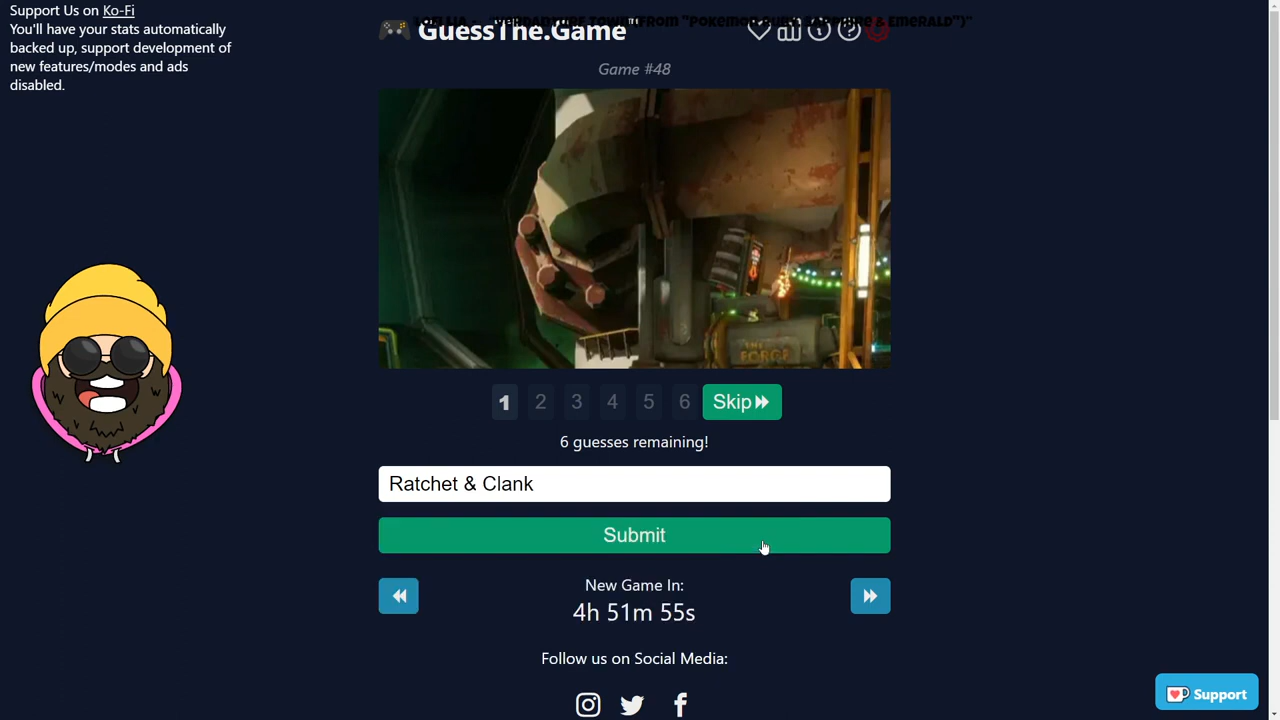 Support Us on Ko-Fi
You'll have your stats automatically
backed up, support development of
new features/modes and ads
disabled.
GuessThe.Game
Game #48
THE FORGE
1 2 3 4 5 6 Skip
6 guesses remaining!
Ratchet & Clank
Submit
New Game In:
4h 51m 55s
Follow us on Social Media:
Support